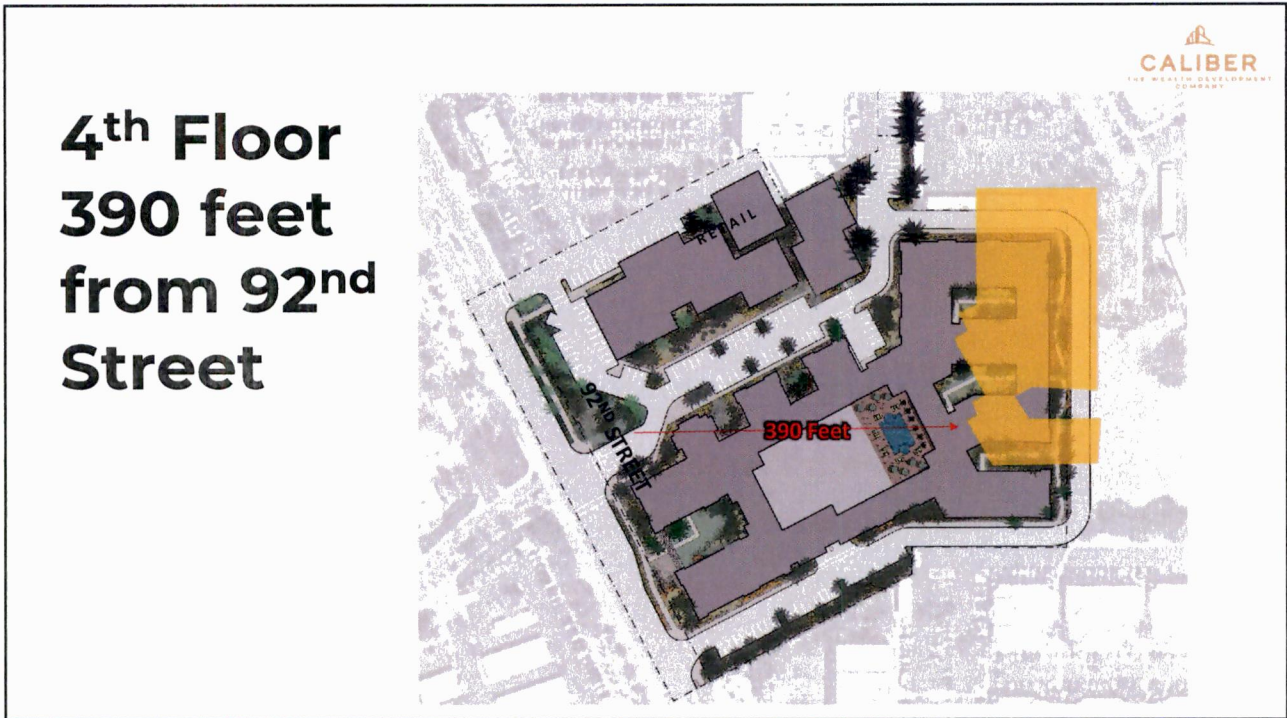 CALIBER
THE WEALTH DEVELOPMENT
COMPANY
4th Floor
390 feet
from 92nd
Street
RETAIL
92ND STREET
390 Feet